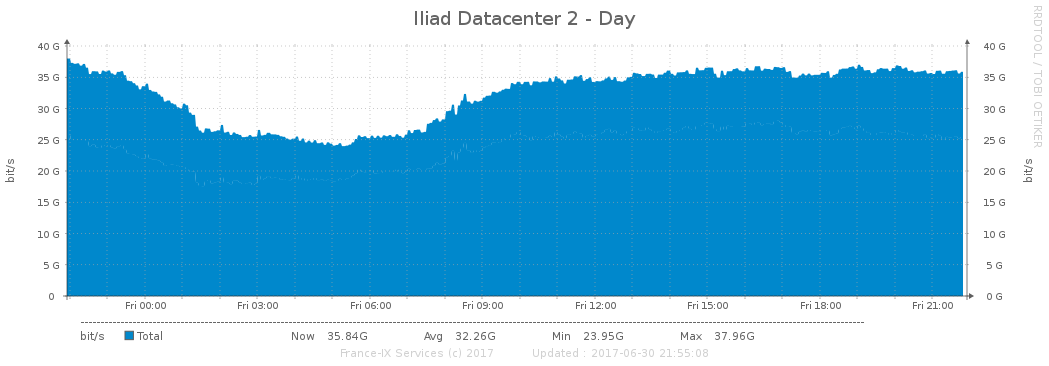 Iliad Datacenter 2 - Day
RRDTOOL / TOBI OETIKER
bit/s
40 G
35 G
30 G
25 G
20 G
15 G
10 G
5 G
0
40 G
35 G
30 G
25 G
20 G
15 G
10 G
5 G
0 G
bit/s
Fri 00:00 Fri 03:00 Fri 06:00 Fri 09:00 Fri 12:00 Fri 15:00 Fri 18:00 Fri 21:00
bit/s Total Now 35.84G Avg 32.26G Min 23.95G Max 37.96G
France-IX Services (c) 2017 Updated : 2017-06-30 21:55:08